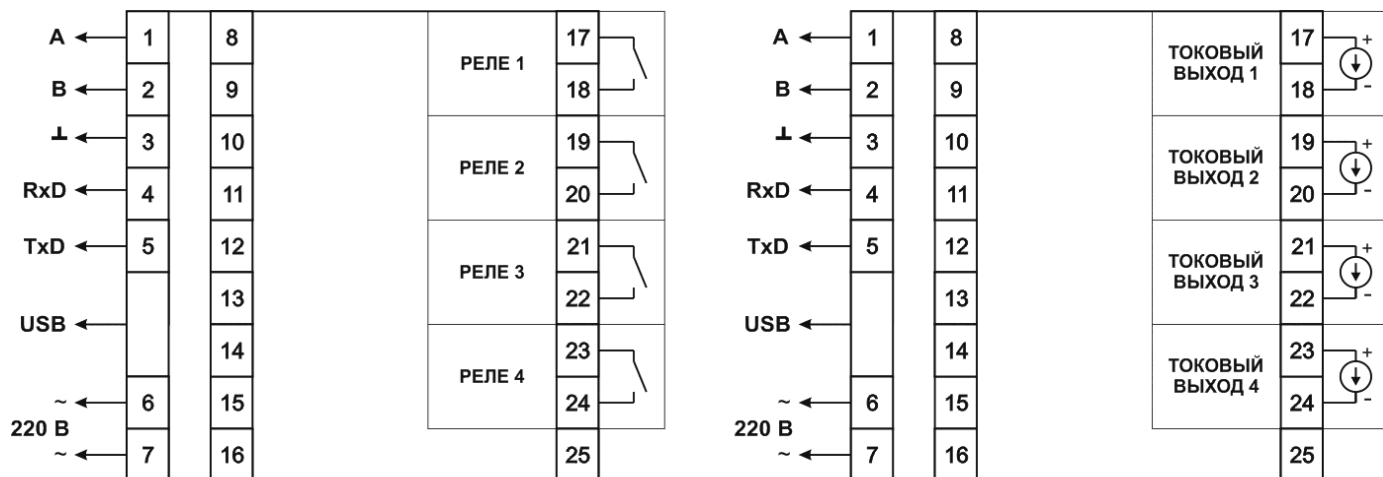 A 1 8 РЕЛЕ 1 17
B 2 9 18
⊥ 3 10 РЕЛЕ 2 19
RxD 4 11 20
TxD 5 12 РЕЛЕ 3 21
13 22
USB
14 РЕЛЕ 4 23
~ 6 15 24
220 В
~ 7 16 25
A 1 8 ТОКОВЫЙ 17 +
B 2 9 ВЫХОД 1 18 -
⊥ 3 10 ТОКОВЫЙ 19 +
RxD 4 11 ВЫХОД 2 20 -
TxD 5 12 ТОКОВЫЙ 21 +
13 ВЫХОД 3 22 -
USB
14 ТОКОВЫЙ 23 +
~ 6 15 ВЫХОД 4 24 -
220 В
~ 7 16 25